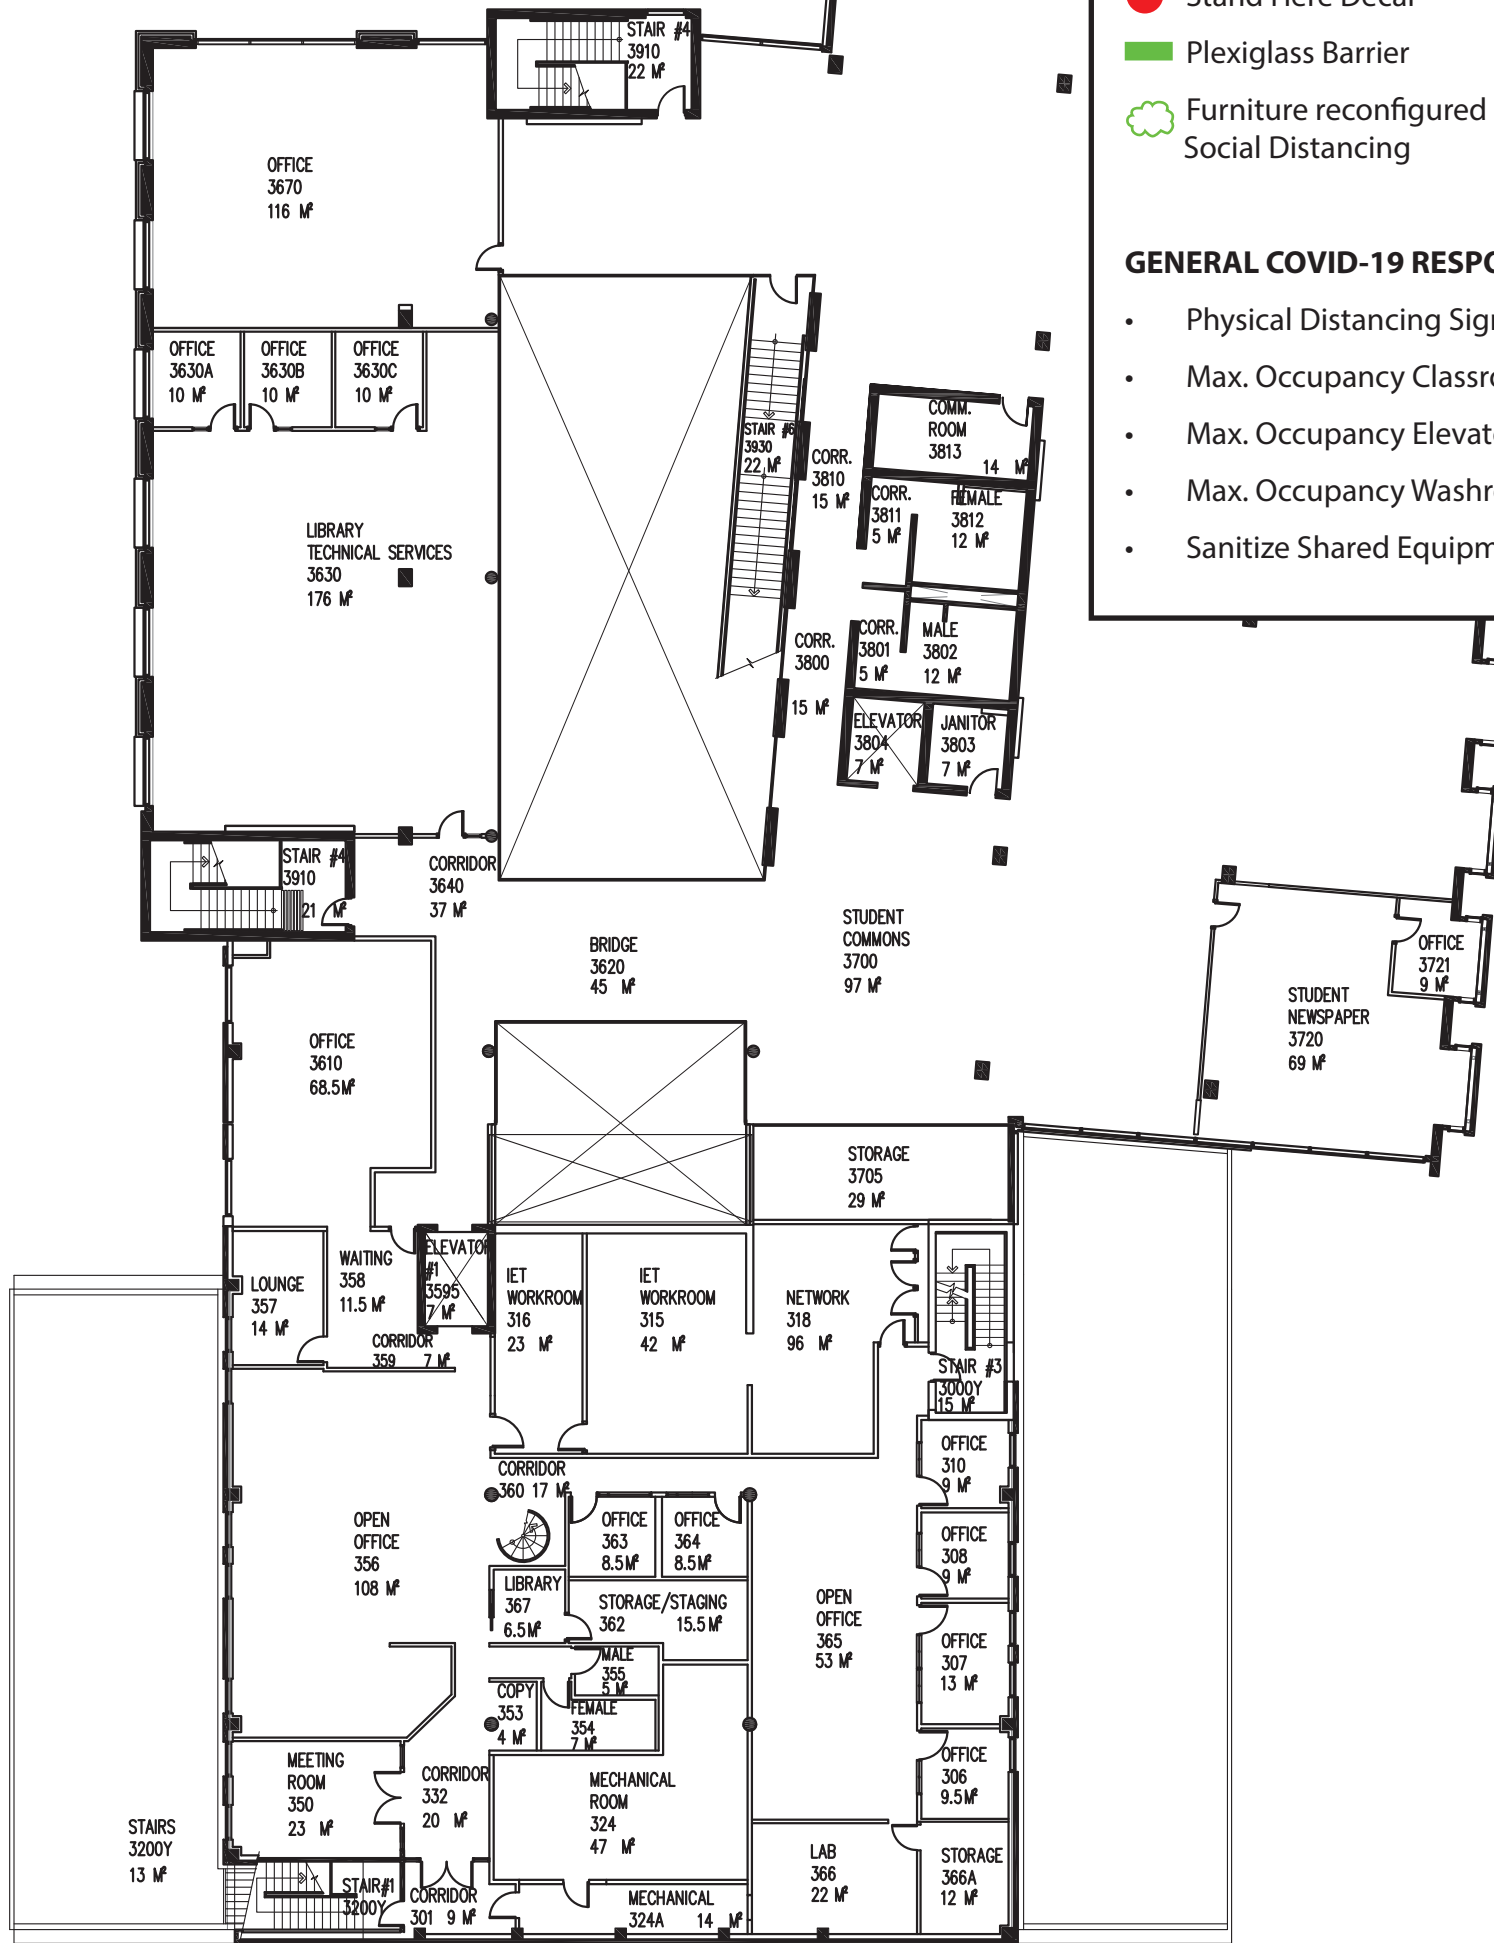 Stand Here Decal
Plexiglass Barrier
Furniture reconfigured
Social Distancing
GENERAL COVID-19
• Physical Distancing
• Max. Occupancy
• Max. Occupancy
• Max. Occupancy
• Sanitize Shared
STAIR #4
3910
22 M²
OFFICE
3670
116 M²
OFFICE
3630A
10 M²
OFFICE
3630B
10 M²
OFFICE
3630C
10 M²
STAIR #6
3930
22 M²
CORR.
3810
15 M²
COMM.
ROOM
3813
14 M²
CORR.
3811
5 M²
FEMALE
3812
12 M²
LIBRARY
TECHNICAL SERVICES
3630
176 M²
CORR.
3800
15 M²
CORR.
3801
5 M²
MALE
3802
12 M²
ELEVATOR
3804
7 M²
JANITOR
3803
7 M²
STAIR #4
3910
21 M²
CORRIDOR
3640
37 M²
BRIDGE
3620
45 M²
STUDENT
COMMONS
3700
97 M²
OFFICE
3721
9 M²
STUDENT
NEWSPAPER
3720
69 M²
OFFICE
3610
68.5M²
STORAGE
3705
29 M²
LOUNGE
357
14 M²
WAITING
358
11.5 M²
ELEVATOR
#1
3595
7 M²
CORRIDOR
359 7 M²
IET
WORKROOM
316
23 M²
IET
WORKROOM
315
42 M²
NETWORK
318
96 M²
STAIR #3
3000Y
15 M²
OFFICE
310
9 M²
CORRIDOR
360 17 M²
OPEN
OFFICE
356
108 M²
OFFICE
363
8.5M²
OFFICE
364
8.5M²
OFFICE
308
9 M²
LIBRARY
367
6.5M²
STORAGE/STAGING
362 15.5M²
OPEN
OFFICE
365
53 M²
OFFICE
307
13 M²
MALE
355
5 M²
COPY
353
4 M²
FEMALE
354
7 M²
OFFICE
306
9.5M²
MEETING
ROOM
350
23 M²
CORRIDOR
332
20 M²
MECHANICAL
ROOM
324
47 M²
STAIRS
3200Y
13 M²
LAB
366
22 M²
STORAGE
366A
12 M²
STAIR#1
3200Y
CORRIDOR
301 9 M²
MECHANICAL
324A 14 M²